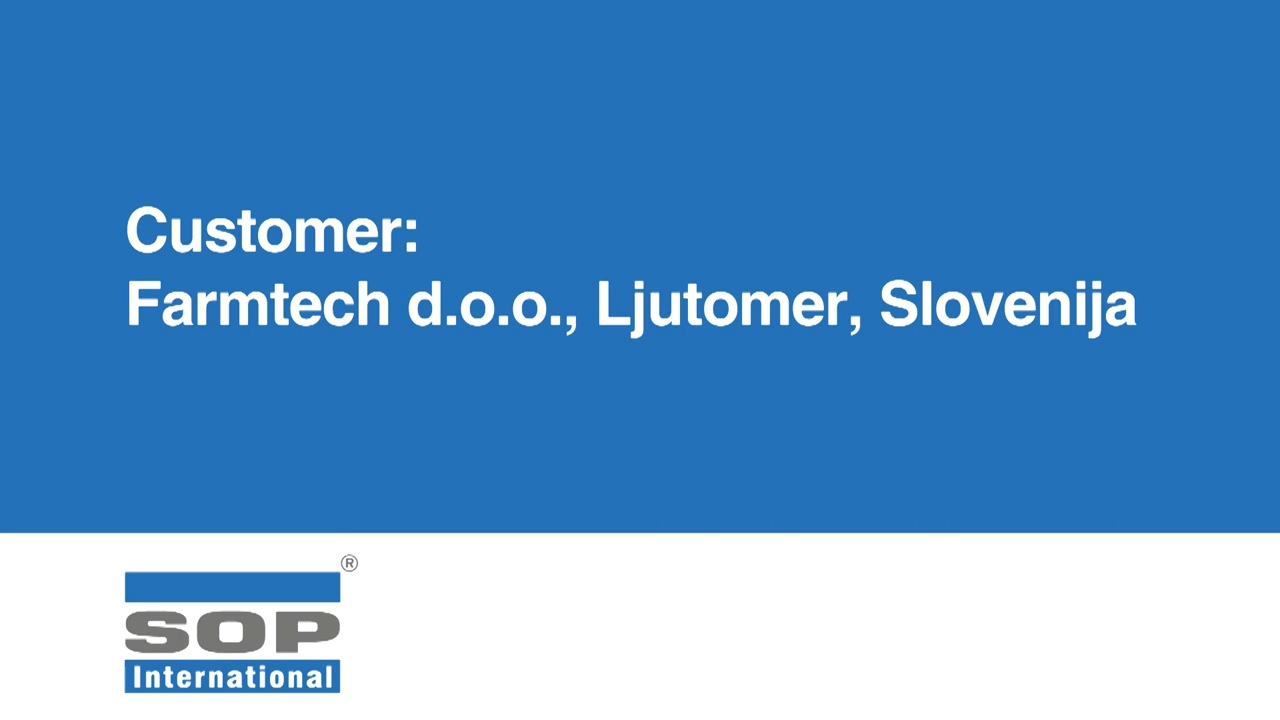 Customer:
Farmtech d.o.o., Ljutomer, Slovenija
®
SOP
International